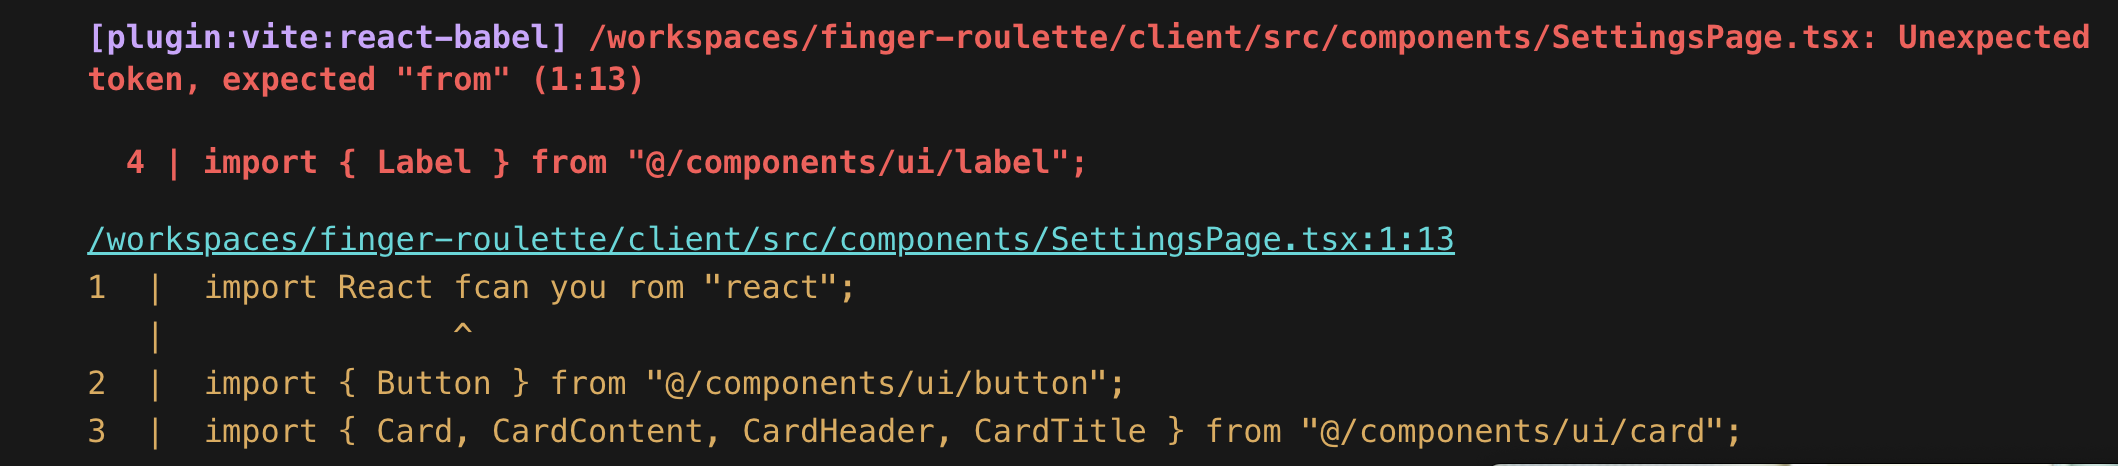 [plugin:vite:react-babel] /workspaces/finger-roulette/client/src/components/SettingsPage.tsx: Unexpected
token, expected "from" (1:13)
4 | import { Label } from "@/components/ui/label";
/workspaces/finger-roulette/client/src/components/SettingsPage.tsx:1:13
1  |  import React fcan you rom "react";
   |               ^
2  |  import { Button } from "@/components/ui/button";
3  |  import { Card, CardContent, CardHeader, CardTitle } from "@/components/ui/card";